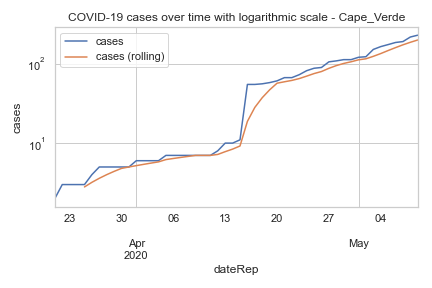 COVID-19 cases over time with logarithmic scale - Cape_Verde
cases
cases (rolling)
10²
10¹
cases
23 30 06 13 20 27 04
Apr May
2020
dateRep